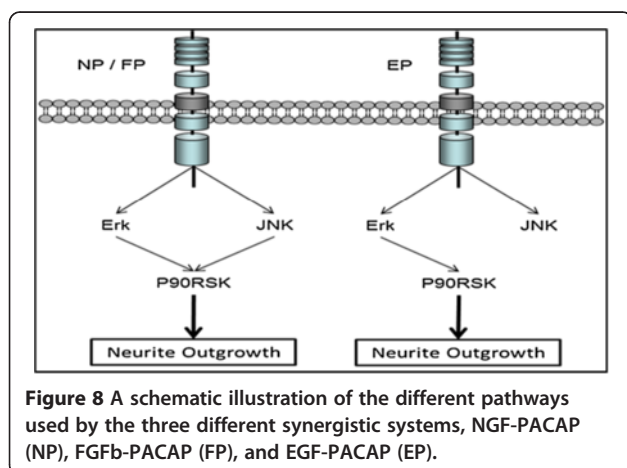 NP / FP
EP
Erk
JNK
Erk
JNK
P90RSK
P90RSK
Neurite Outgrowth
Neurite Outgrowth
Figure 8 A schematic illustration of the different pathways
used by the three different synergistic systems, NGF-PACAP
(NP), FGFb-PACAP (FP), and EGF-PACAP (EP).